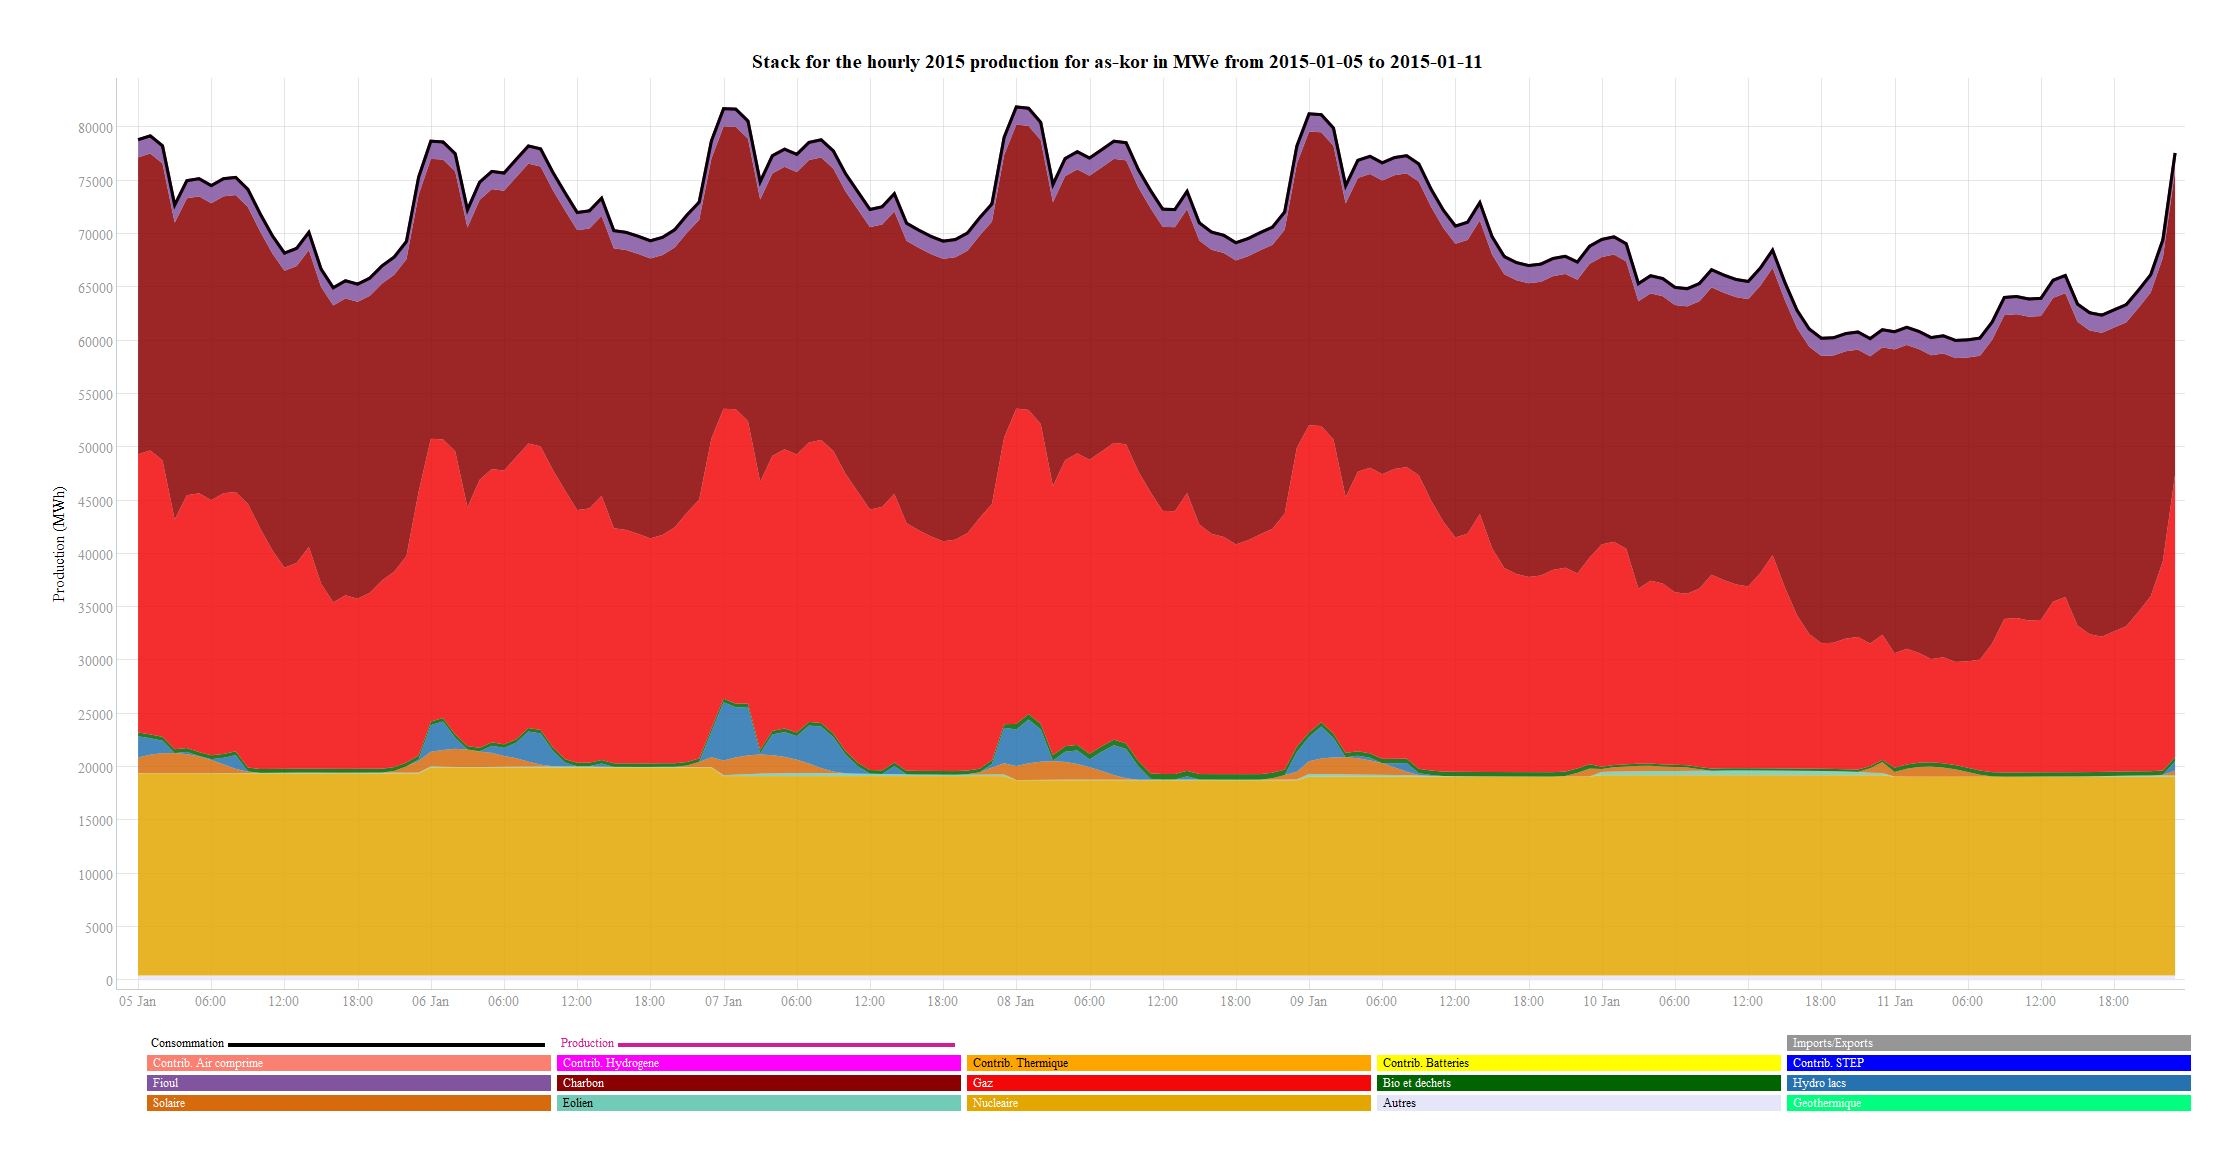 Stack for the hourly 2015 production for as-kor in MWe from 2015-01-05 to 2015-01-11
Production (MWh)
80000
75000
70000
65000
60000
55000
50000
45000
40000
35000
30000
25000
20000
15000
10000
5000
0
05 Jan 06:00 12:00 18:00 06 Jan 06:00 12:00 18:00 07 Jan 06:00 12:00 18:00 08 Jan 06:00 12:00 18:00 09 Jan 06:00 12:00 18:00 10 Jan 06:00 12:00 18:00 11 Jan 06:00 12:00 18:00
Consommation Production Imports/Exports
Contrib. Air comprime Contrib. Hydrogene Contrib. Thermique Contrib. Batteries Contrib. STEP
Fioul Charbon Gaz Bio et dechets Hydro lacs
Solaire Eolien Nucleaire Autres Geothermique